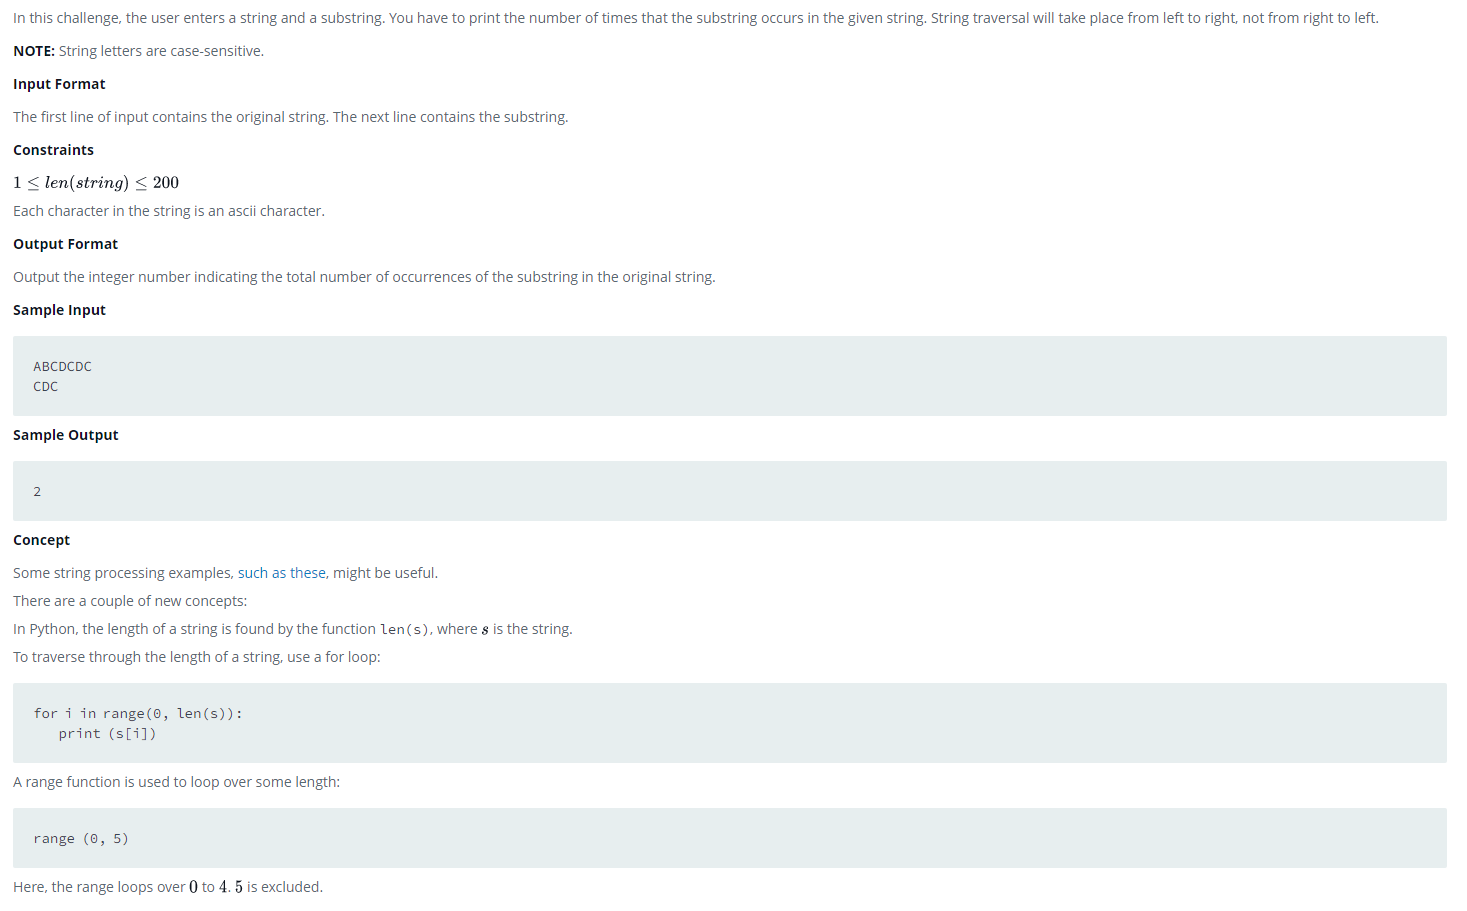 In this challenge, the user enters a string and a substring. You have to print the number of times that the substring occurs in the given string. String traversal will take place from left to right, not from right to left.
NOTE: String letters are case-sensitive.
Input Format
The first line of input contains the original string. The next line contains the substring.
Constraints
1 ≤ len(string) ≤ 200
Each character in the string is an ascii character.
Output Format
Output the integer number indicating the total number of occurrences of the substring in the original string.
Sample Input
ABCDCDC
CDC
Sample Output
2
Concept
Some string processing examples, such as these, might be useful.
There are a couple of new concepts:
In Python, the length of a string is found by the function len(s), where s is the string.
To traverse through the length of a string, use a for loop:
for i in range(0, len(s)):
print (s[i])
A range function is used to loop over some length:
range (0, 5)
Here, the range loops over 0 to 4. 5 is excluded.